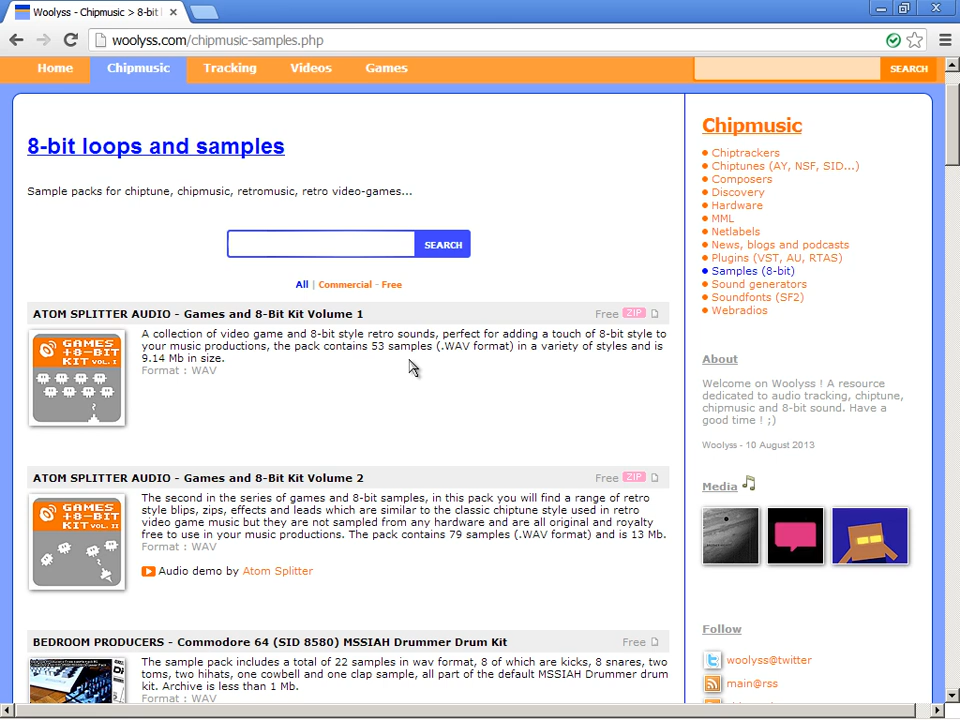 Woolyss - Chipmusic > 8-bit
woolyss.com/chipmusic-samples.php
Home
Chipmusic
Tracking
Videos
Games
SEARCH
8-bit loops and samples
Sample packs for chiptune, chipmusic, retromusic, retro video-games...
SEARCH
All | Commercial - Free
ATOM SPLITTER AUDIO - Games and 8-Bit Kit Volume 1
Free ZIP
GAMES
+8-BIT
KIT VOL. I
A collection of video game and 8-bit style retro sounds, perfect for adding a touch of 8-bit style to
your music productions, the pack contains 53 samples (.WAV format) in a variety of styles and is
9.14 Mb in size.
Format : WAV
ATOM SPLITTER AUDIO - Games and 8-Bit Kit Volume 2
Free ZIP
GAMES
+8-BIT
KIT VOL. II
The second in the series of games and 8-bit samples, in this pack you will find a range of retro
style blips, zips, effects and leads which are similar to the classic chiptune style used in retro
video game music but they are not sampled from any hardware and are all original and royalty
free to use in your music productions. The pack contains 79 samples (.WAV format) and is 13 Mb.
Format : WAV
Audio demo by Atom Splitter
BEDROOM PRODUCERS - Commodore 64 (SID 8580) MSSIAH Drummer Drum Kit
Free
The sample pack includes a total of 22 samples in wav format, 8 of which are kicks, 8 snares, two
toms, two hihats, one cowbell and one clap sample, all part of the default MSSIAH Drummer drum
kit. Archive is less than 1 Mb.
Format : WAV
Chipmusic
Chiptrackers
Chiptunes (AY, NSF, SID...)
Composers
Discovery
Hardware
MML
Netlabels
News, blogs and podcasts
Plugins (VST, AU, RTAS)
Samples (8-bit)
Sound generators
Soundfonts (SF2)
Webradios
About
Welcome on Woolyss ! A resource
dedicated to audio tracking, chiptune,
chipmusic and 8-bit sound. Have a
good time ! ;)
Woolyss - 10 August 2013
Media
Follow
woolyss@twitter
main@rss